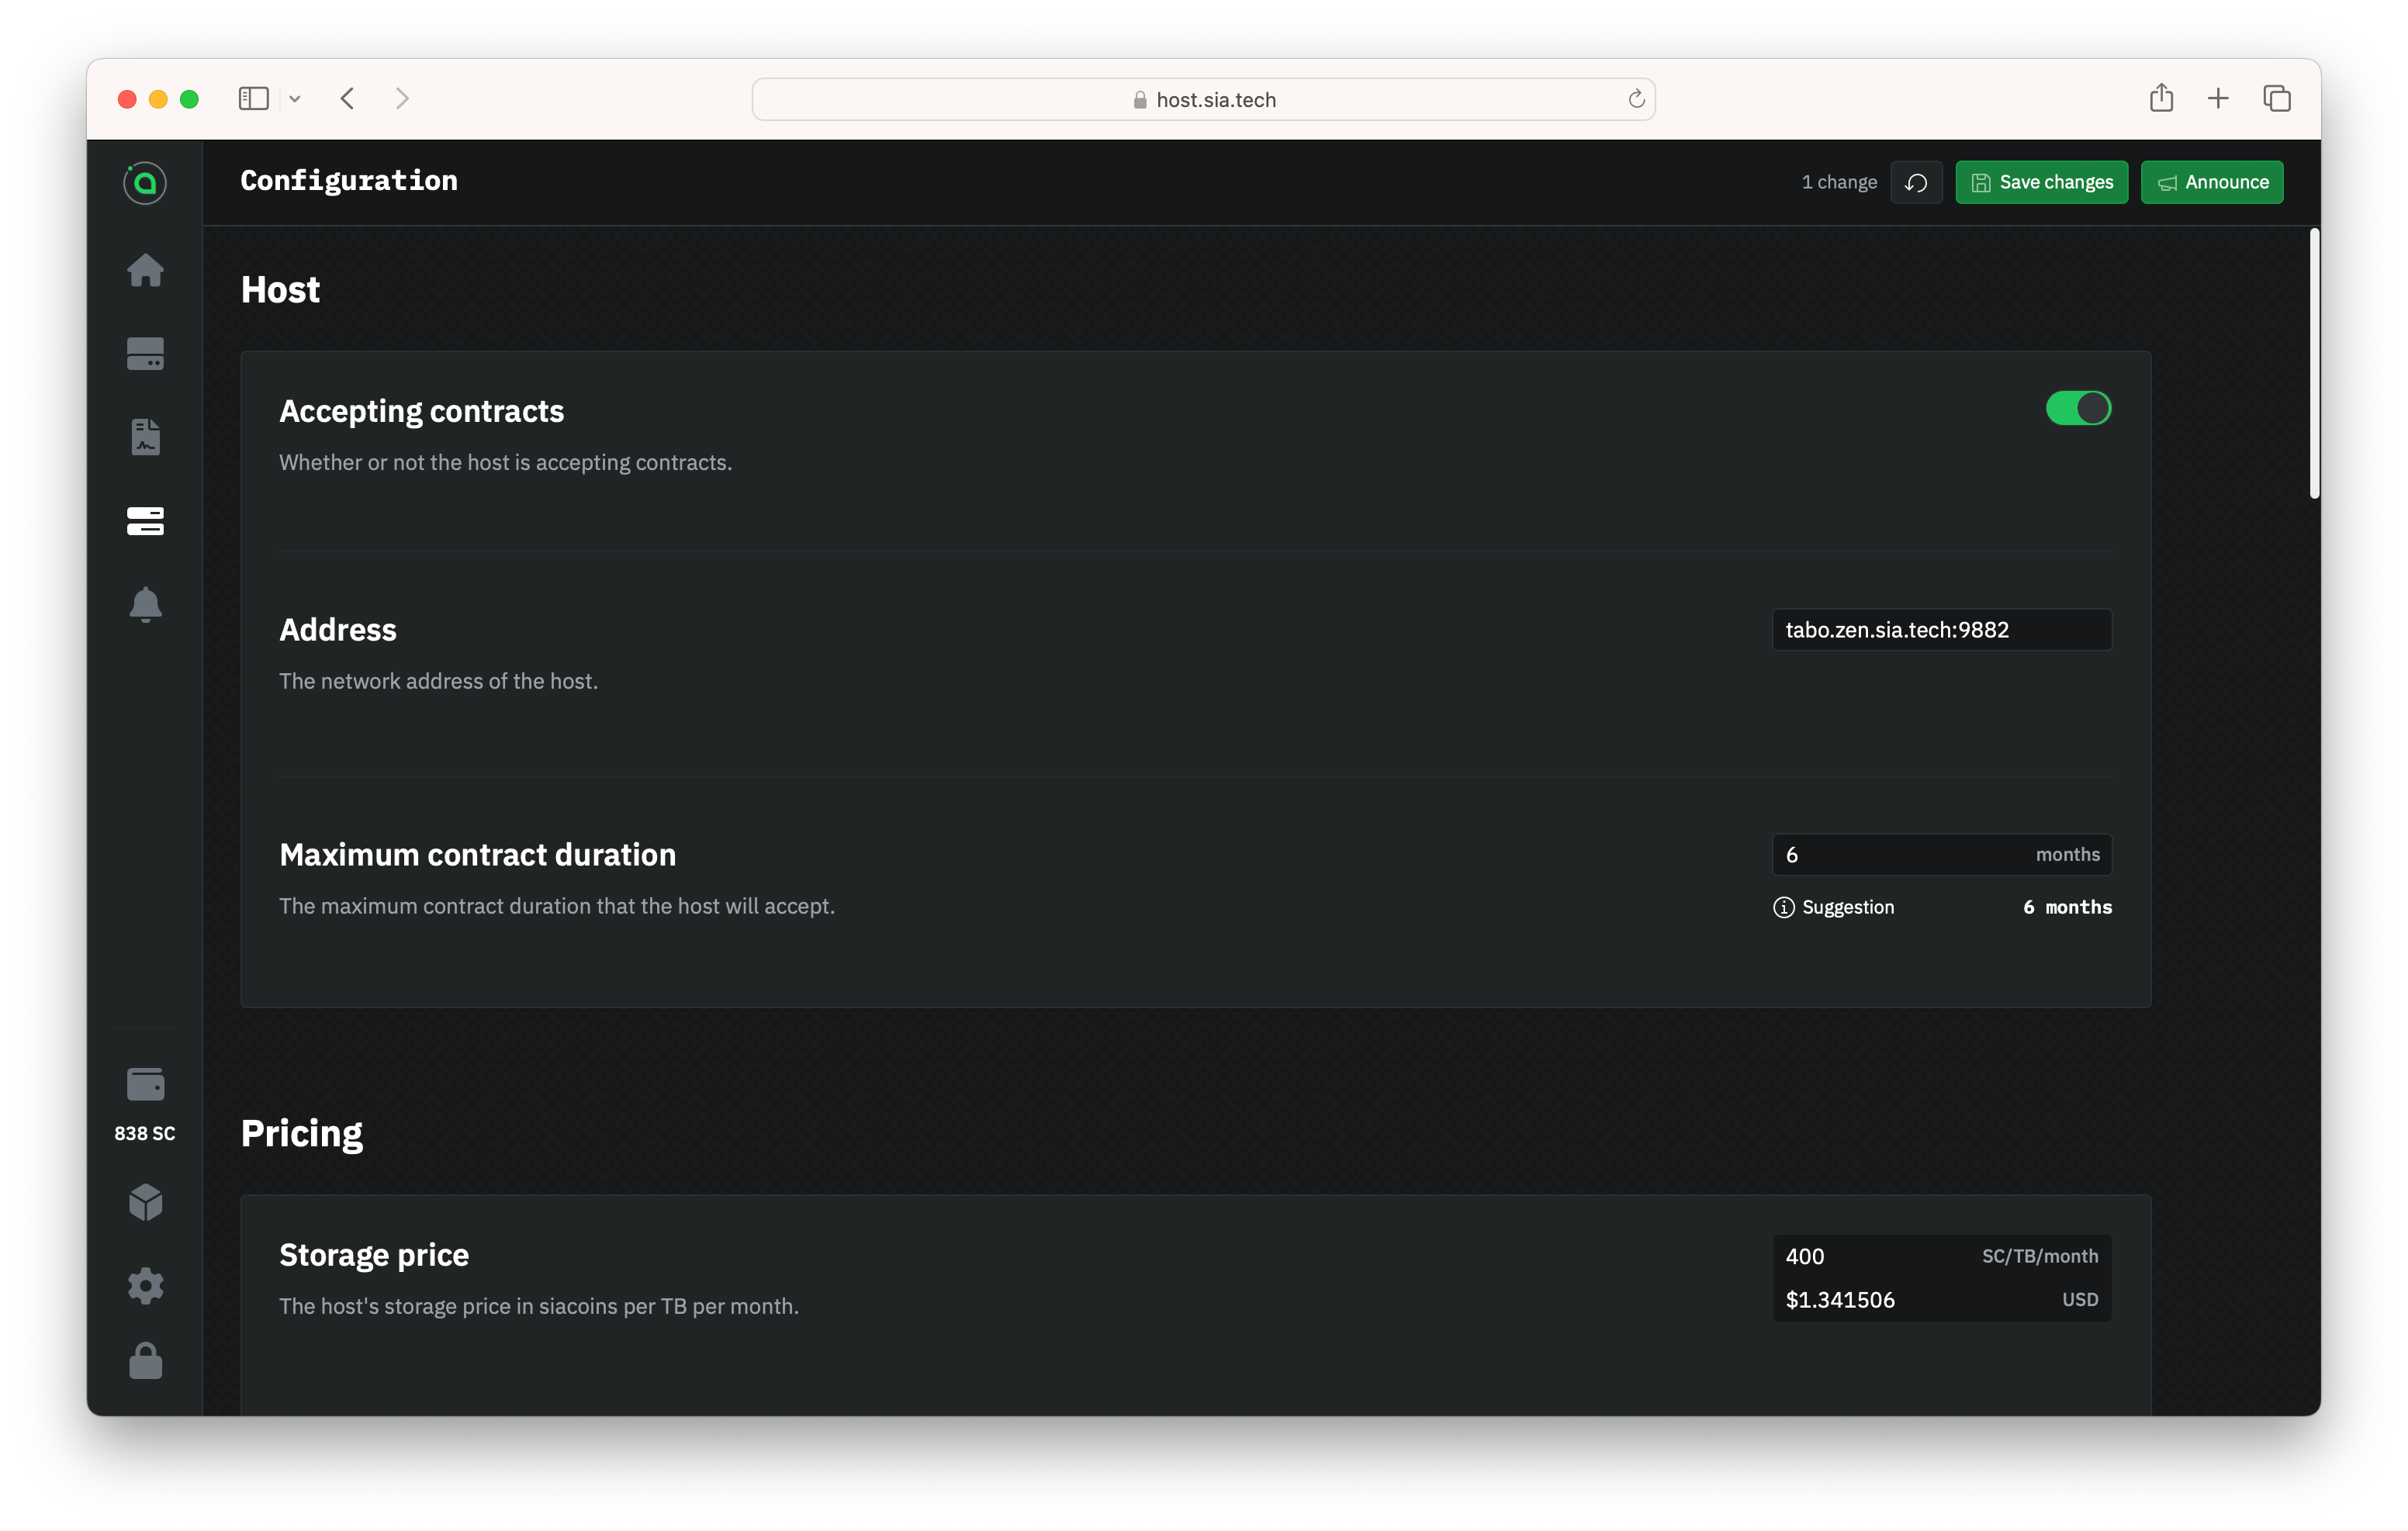 host.sia.tech
Configuration
1 change
Save changes
Announce
Host
Accepting contracts
Whether or not the host is accepting contracts.
Address
tabo.zen.sia.tech:9882
The network address of the host.
Maximum contract duration
6 months
The maximum contract duration that the host will accept.
Suggestion 6 months
838 SC
Pricing
Storage price
400 SC/TB/month
The host's storage price in siacoins per TB per month.
$1.341506 USD